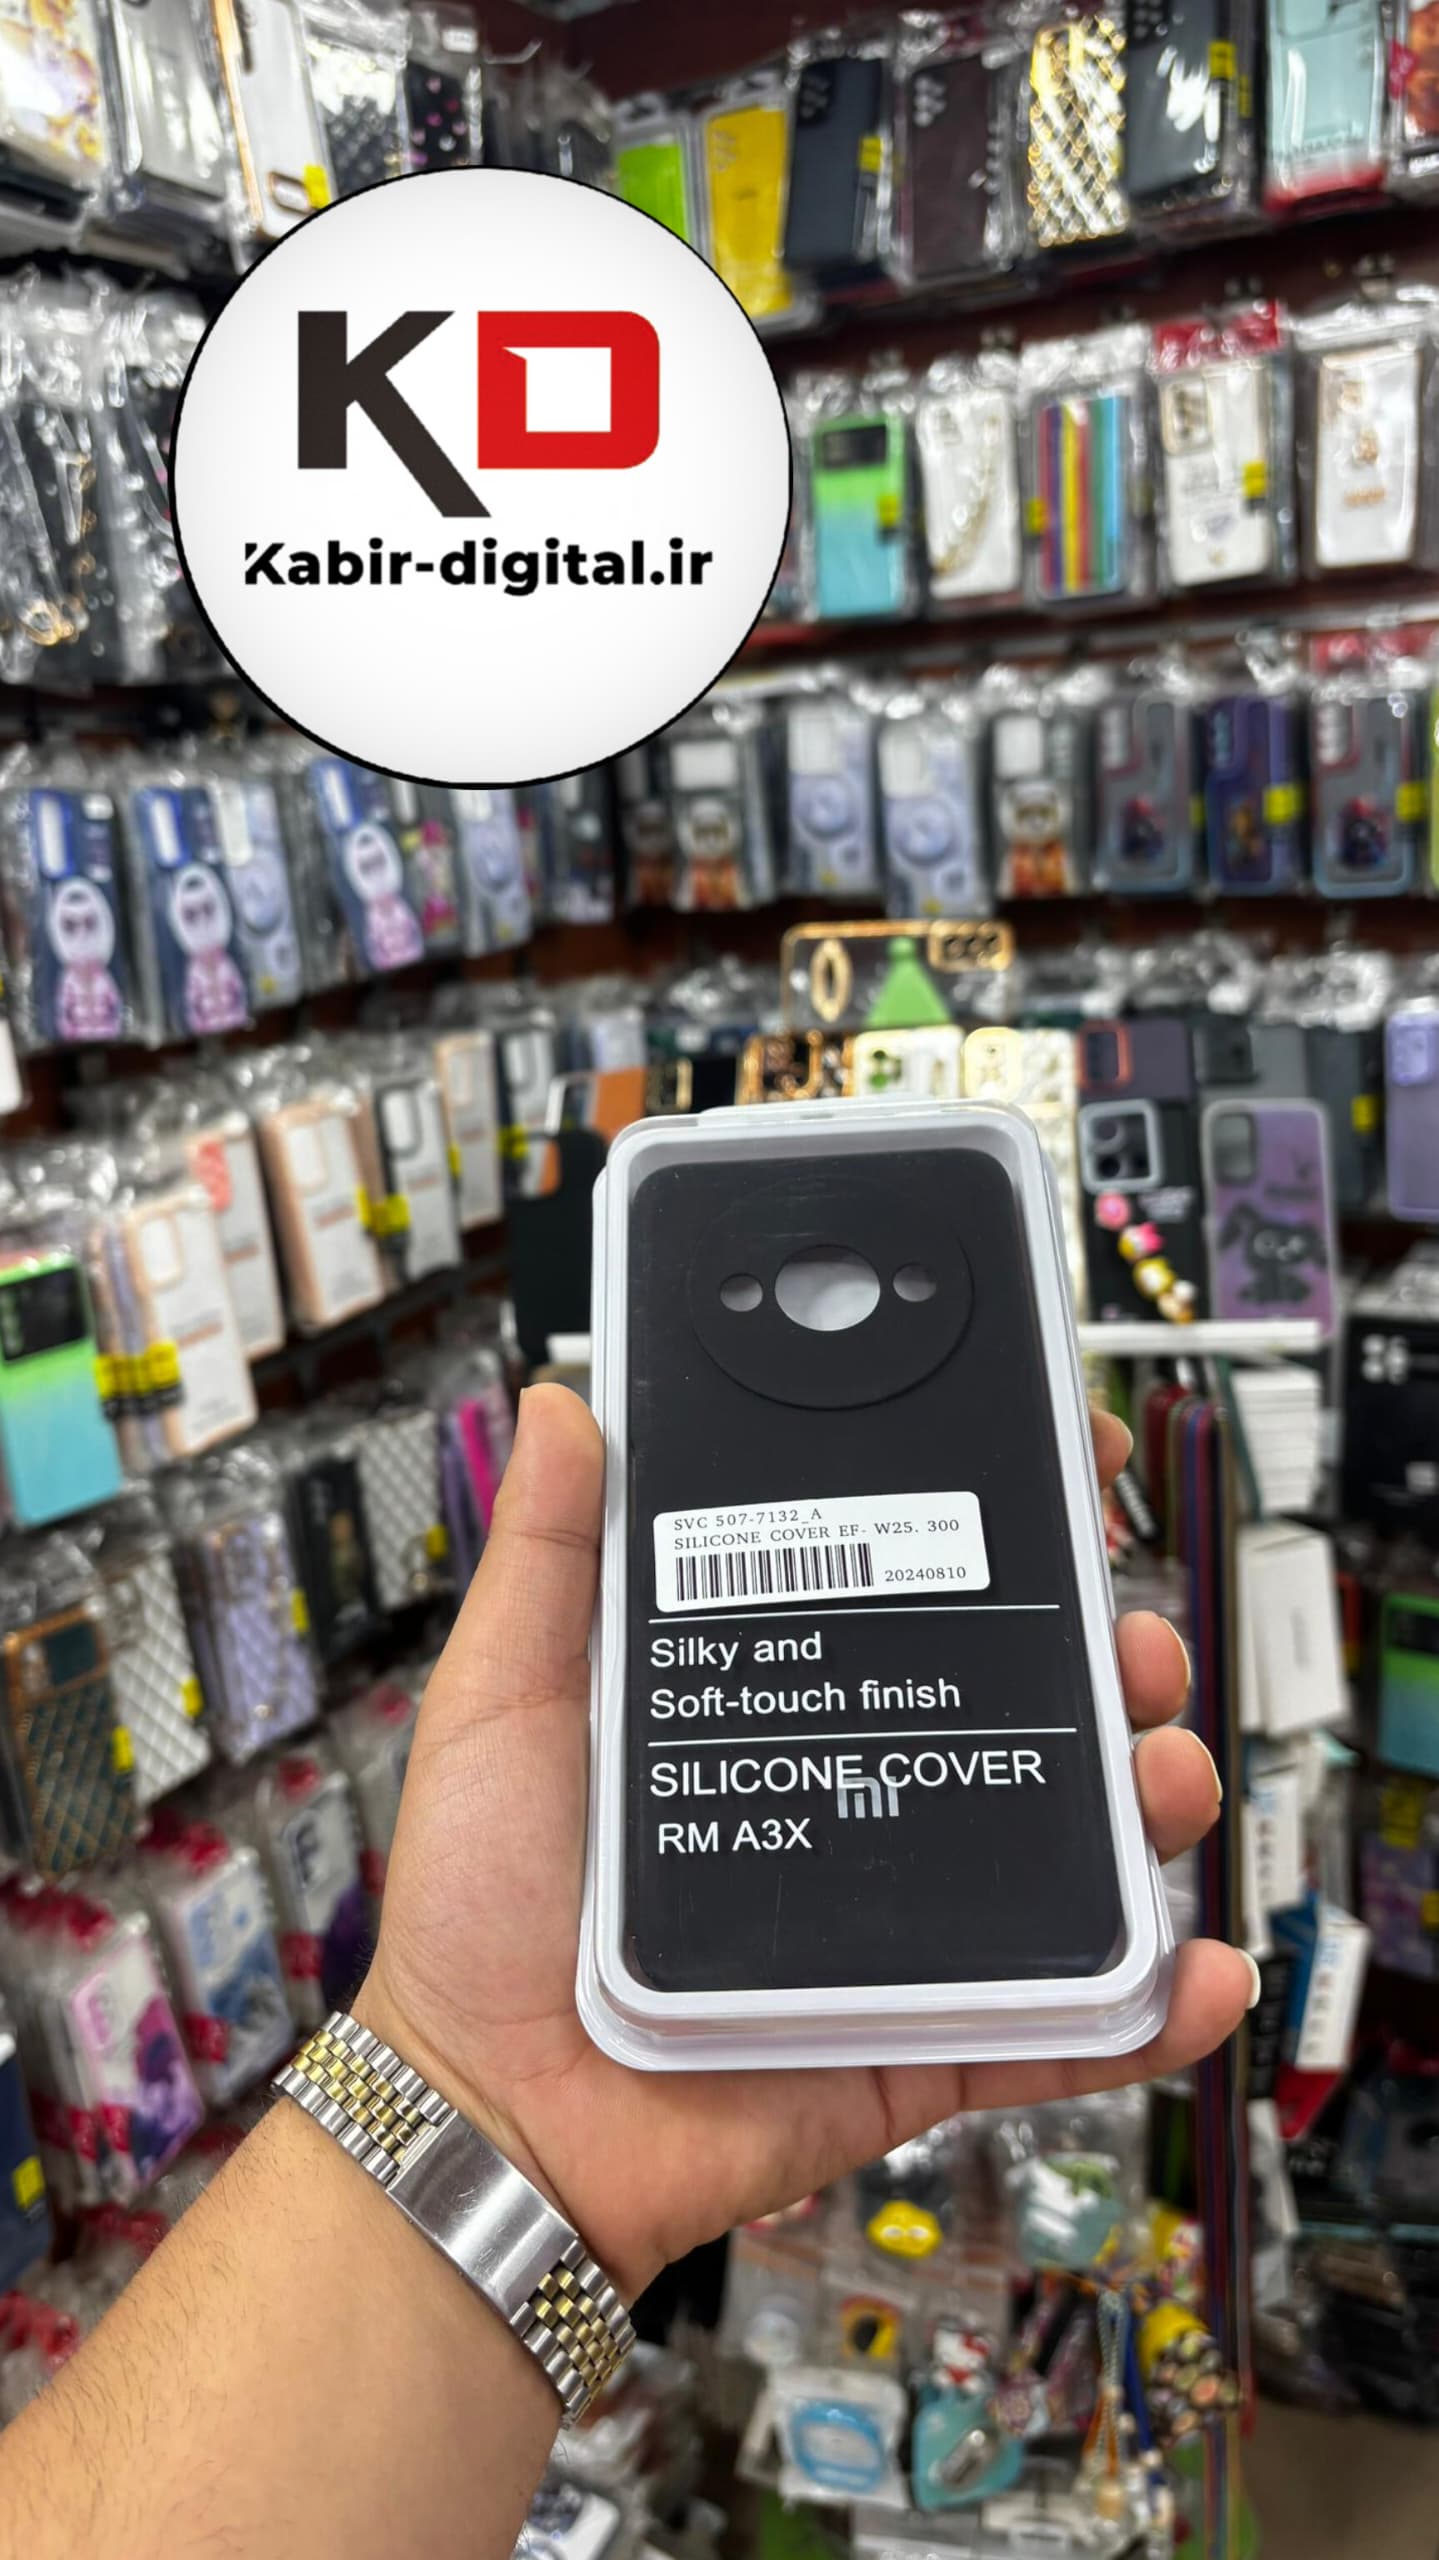 KD
Kabir-digital.ir
SVC 507-7132_A
SILICONE COVER EF- W25. 300
20240810
Silky and
Soft-touch finish
SILICONE COVER
mi
RM A3X